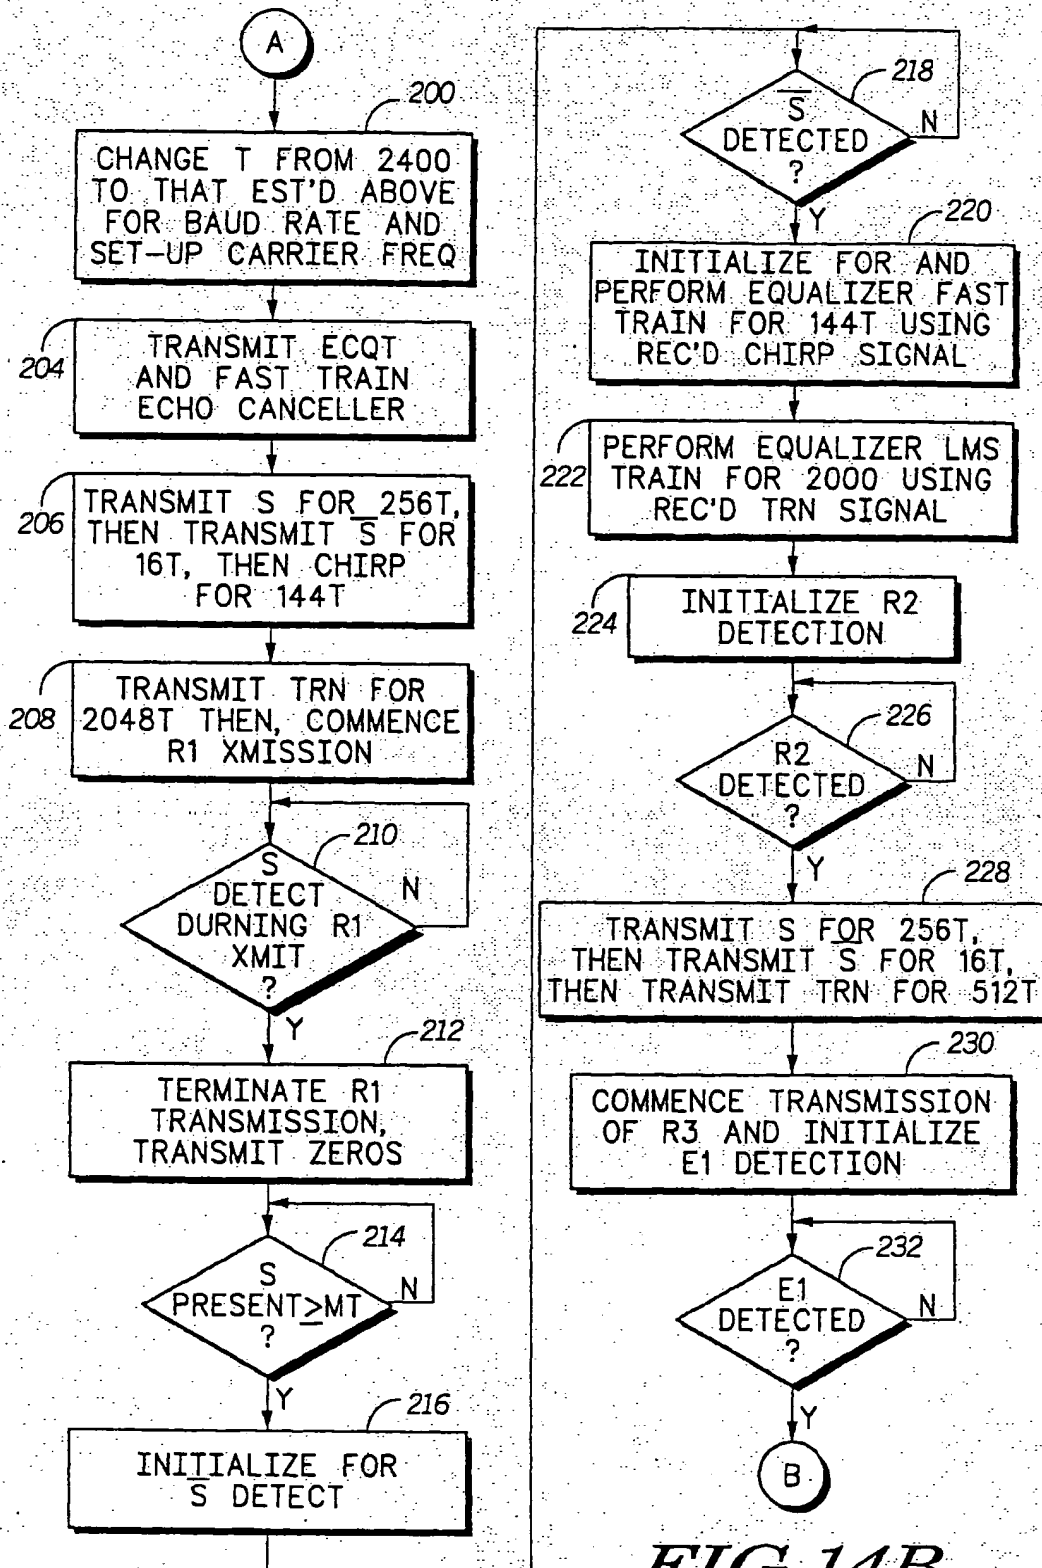 A
200
CHANGE T FROM 2400
TO THAT EST'D ABOVE
FOR BAUD RATE AND
SET-UP CARRIER FREQ
204
TRANSMIT ECQT
AND FAST TRAIN
ECHO CANCELLER
206
TRANSMIT S FOR 256T,
THEN TRANSMIT S̅ FOR
16T, THEN CHIRP
FOR 144T
208
TRANSMIT TRN FOR
2048T THEN, COMMENCE
R1 XMISSION
210
S
DETECT
DURNING R1
XMIT
?
N
Y
212
TERMINATE R1
TRANSMISSION,
TRANSMIT ZEROS
214
S
PRESENT≥MT
?
N
Y
216
INITIALIZE FOR
S̅ DETECT
218
S̅
DETECTED
?
N
Y
220
INITIALIZE FOR AND
PERFORM EQUALIZER FAST
TRAIN FOR 144T USING
REC'D CHIRP SIGNAL
222
PERFORM EQUALIZER LMS
TRAIN FOR 2000 USING
REC'D TRN SIGNAL
224
INITIALIZE R2
DETECTION
226
R2
DETECTED
?
N
Y
228
TRANSMIT S FOR 256T,
THEN TRANSMIT S̅ FOR 16T,
THEN TRANSMIT TRN FOR 512T
230
COMMENCE TRANSMISSION
OF R3 AND INITIALIZE
E1 DETECTION
232
E1
DETECTED
?
N
Y
B
FIG.14B